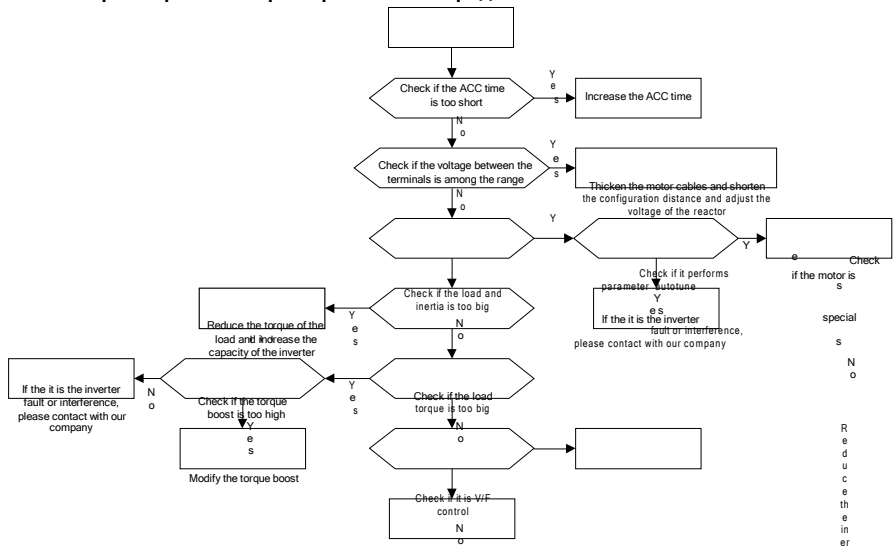 Check if the ACC time
is too short
Yes
Increase the ACC time
No
Check if the voltage between the
terminals is among the range
Yes
Thicken the motor cables and shorten
the configuration distance and adjust the
voltage of the reactor
No
Y
Y
e
Check
if the motor is
s
special
s
No
Check if it performs
parameter autotune
Yes
If the it is the inverter
fault or interference,
please contact with our company
Check if the load and
inertia is too big
Yes
No
Reduce the torque of the
load and increase the
capacity of the inverter
Check if the load
torque is too big
Yes
No
Check if the torque
boost is too high
No
Yes
If the it is the inverter
fault or interference,
please contact with our
company
Modify the torque boost
Check if it is V/F
control
No
Reduce the iner